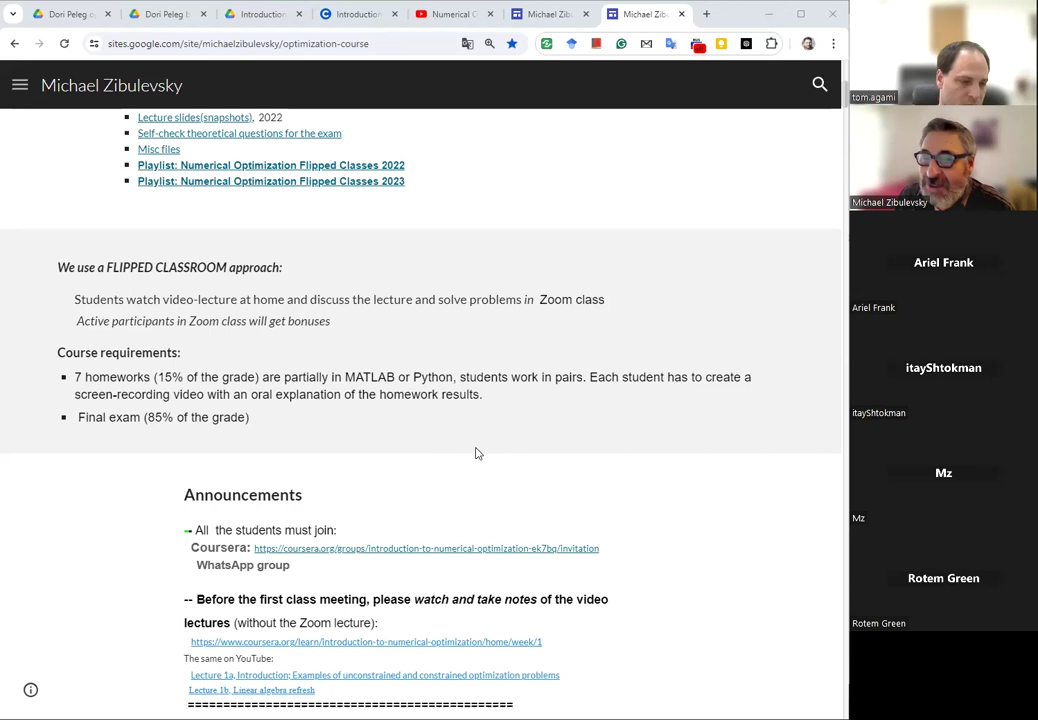 Dori Peleg o
Dori Peleg b
Introduction
Introduction
Numerical O
Michael Zib
Michael Zib
sites.google.com/site/michaelzibulevsky/optimization-course
Michael Zibulevsky
Lecture slides(snapshots), 2022
Self-check theoretical questions for the exam
Misc files
Playlist: Numerical Optimization Flipped Classes 2022
Playlist: Numerical Optimization Flipped Classes 2023
We use a FLIPPED CLASSROOM approach:
Students watch video-lecture at home and discuss the lecture and solve problems in Zoom class
Active participants in Zoom class will get bonuses
Course requirements:
7 homeworks (15% of the grade) are partially in MATLAB or Python, students work in pairs. Each student has to create a
screen-recording video with an oral explanation of the homework results.
Final exam (85% of the grade)
Announcements
-- All the students must join:
Coursera: https://coursera.org/groups/introduction-to-numerical-optimization-ek7bq/invitation
WhatsApp group
-- Before the first class meeting, please watch and take notes of the video
lectures (without the Zoom lecture):
https://www.coursera.org/learn/introduction-to-numerical-optimization/home/week/1
The same on YouTube:
Lecture 1a, Introduction; Examples of unconstrained and constrained optimization problems
Lecture 1b, Linear algebra refresh
=============================================
tom.agami
Michael Zibulevsky
Ariel Frank
Ariel Frank
itayShtokman
itayShtokman
Mz
Mz
Rotem Green
Rotem Green